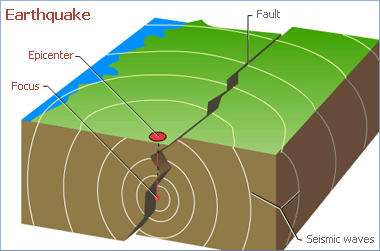 Earthquake
Fault
Epicenter
Focus
Seismic waves